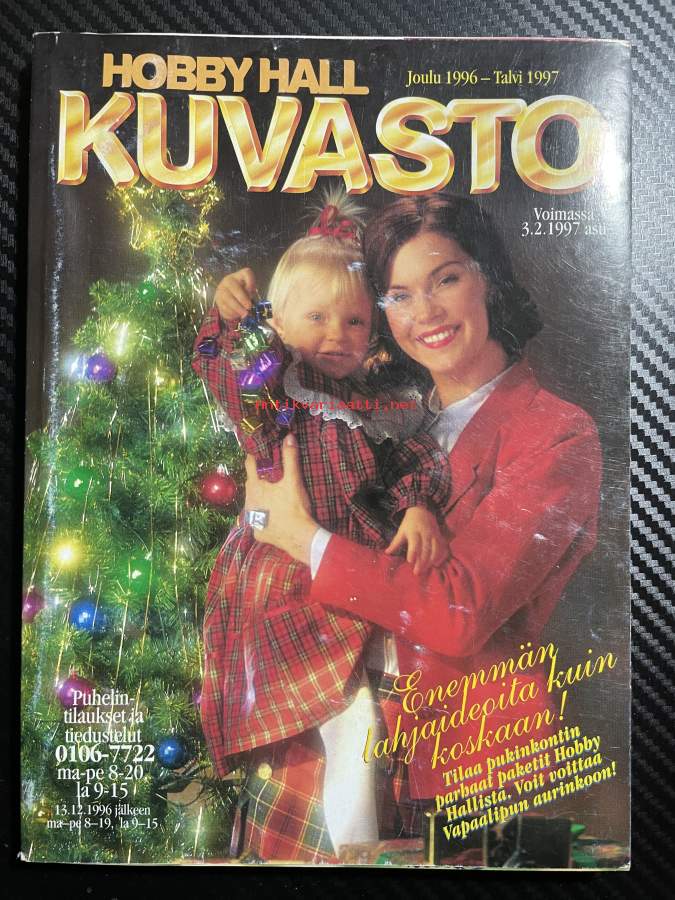 HOBBY HALL
Joulu 1996 – Talvi 1997
KUVASTO
Voimassa
3.2.1997 asti
antikvariaatti.net
Enemmän
lahjaideoita kuin
koskaan!
Tilaa pukinkontin
parhaat paketit Hobby
Hallista. Voit voittaa
Vapaalipun aurinkoon!
Puhelin-
tilaukset ja
tiedustelut
0106-7722
ma-pe 8-20,
la 9-15
13.12.1996 jälkeen
ma–pe 8–19, la 9–15